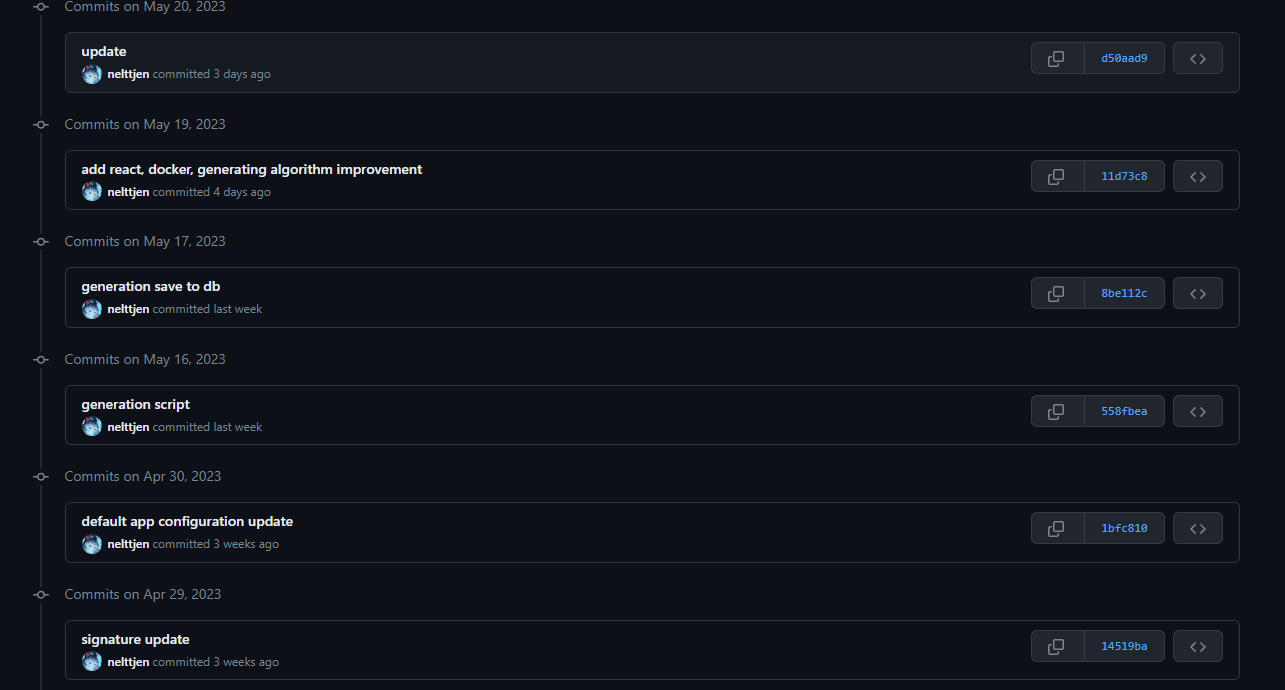 Commits on May 20, 2023
update
nelttjen committed 3 days ago
d50aad9
Commits on May 19, 2023
add react, docker, generating algorithm improvement
nelttjen committed 4 days ago
11d73c8
Commits on May 17, 2023
generation save to db
nelttjen committed last week
8be112c
Commits on May 16, 2023
generation script
nelttjen committed last week
558fbea
Commits on Apr 30, 2023
default app configuration update
nelttjen committed 3 weeks ago
1bfc810
Commits on Apr 29, 2023
signature update
nelttjen committed 3 weeks ago
14519ba